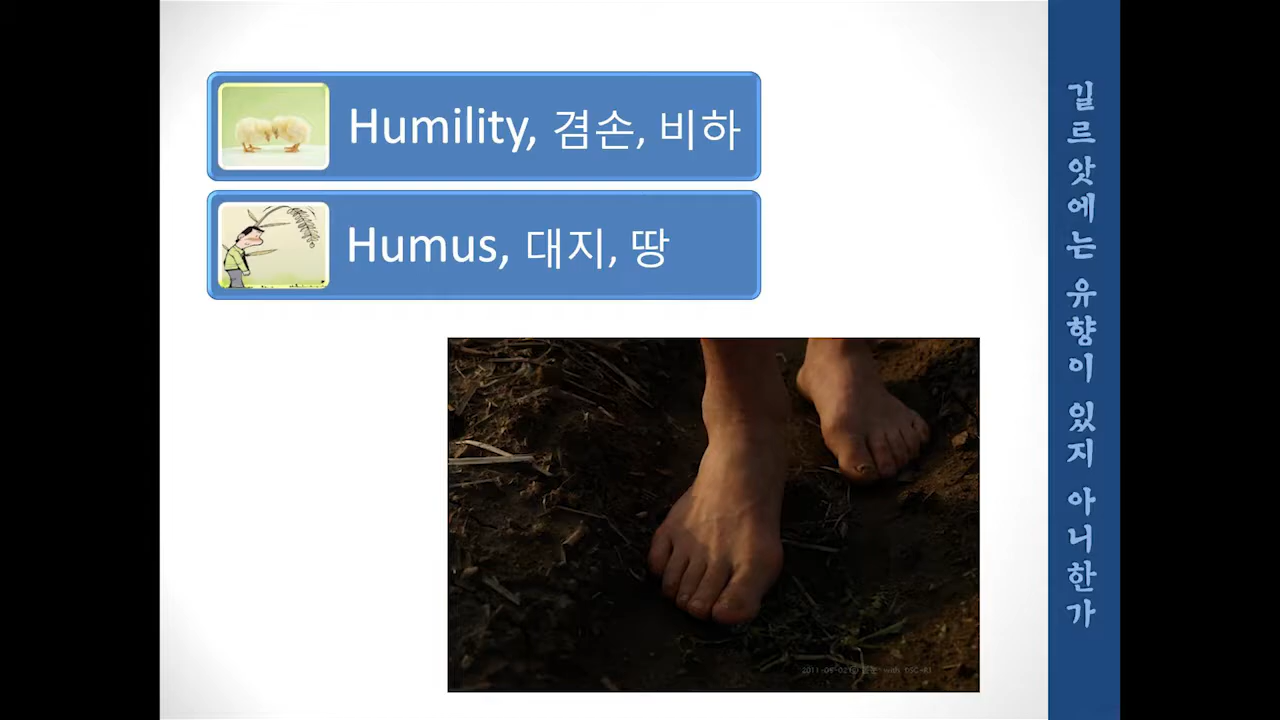 Humility, 겸손, 비하
Humus, 대지, 땅
길르앗에는 유향이 있지 아니한가